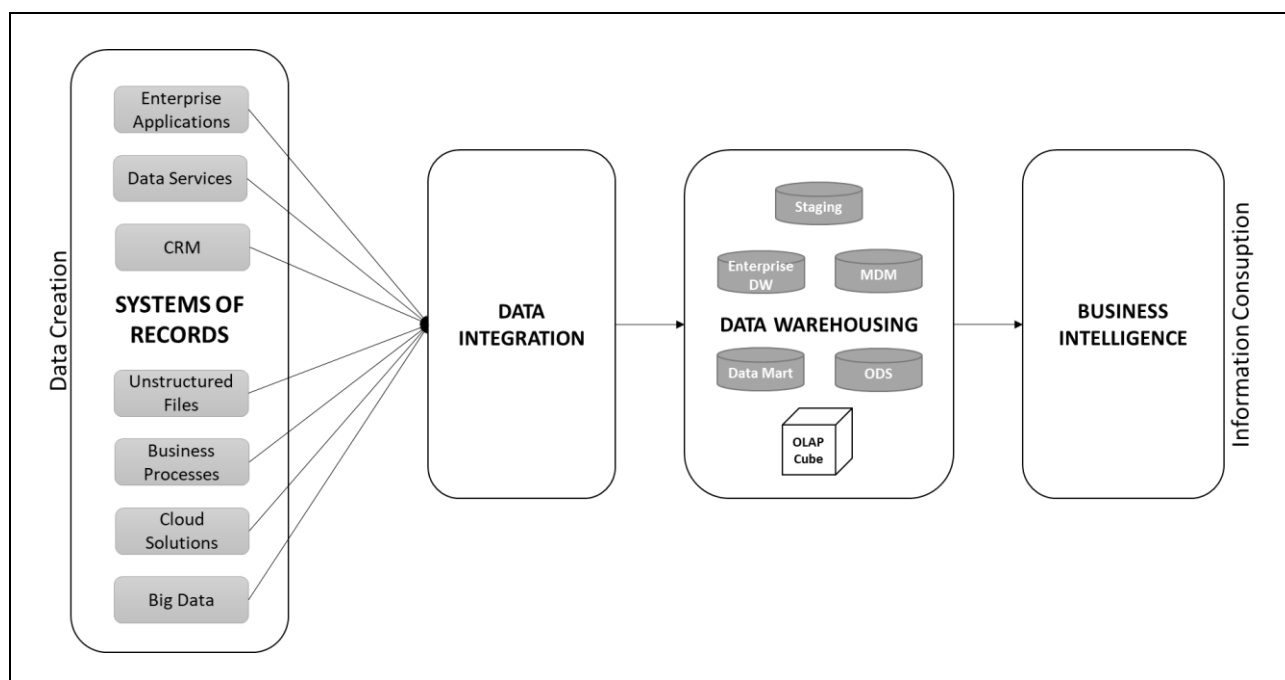 Data Creation
Enterprise
Applications
Data Services
CRM
SYSTEMS OF
RECORDS
Unstructured
Files
Business
Processes
Cloud
Solutions
Big Data
DATA
INTEGRATION
Staging
Enterprise
DW
MDM
DATA WAREHOUSING
Data Mart
ODS
OLAP
Cube
BUSINESS
INTELLIGENCE
Information Consuption